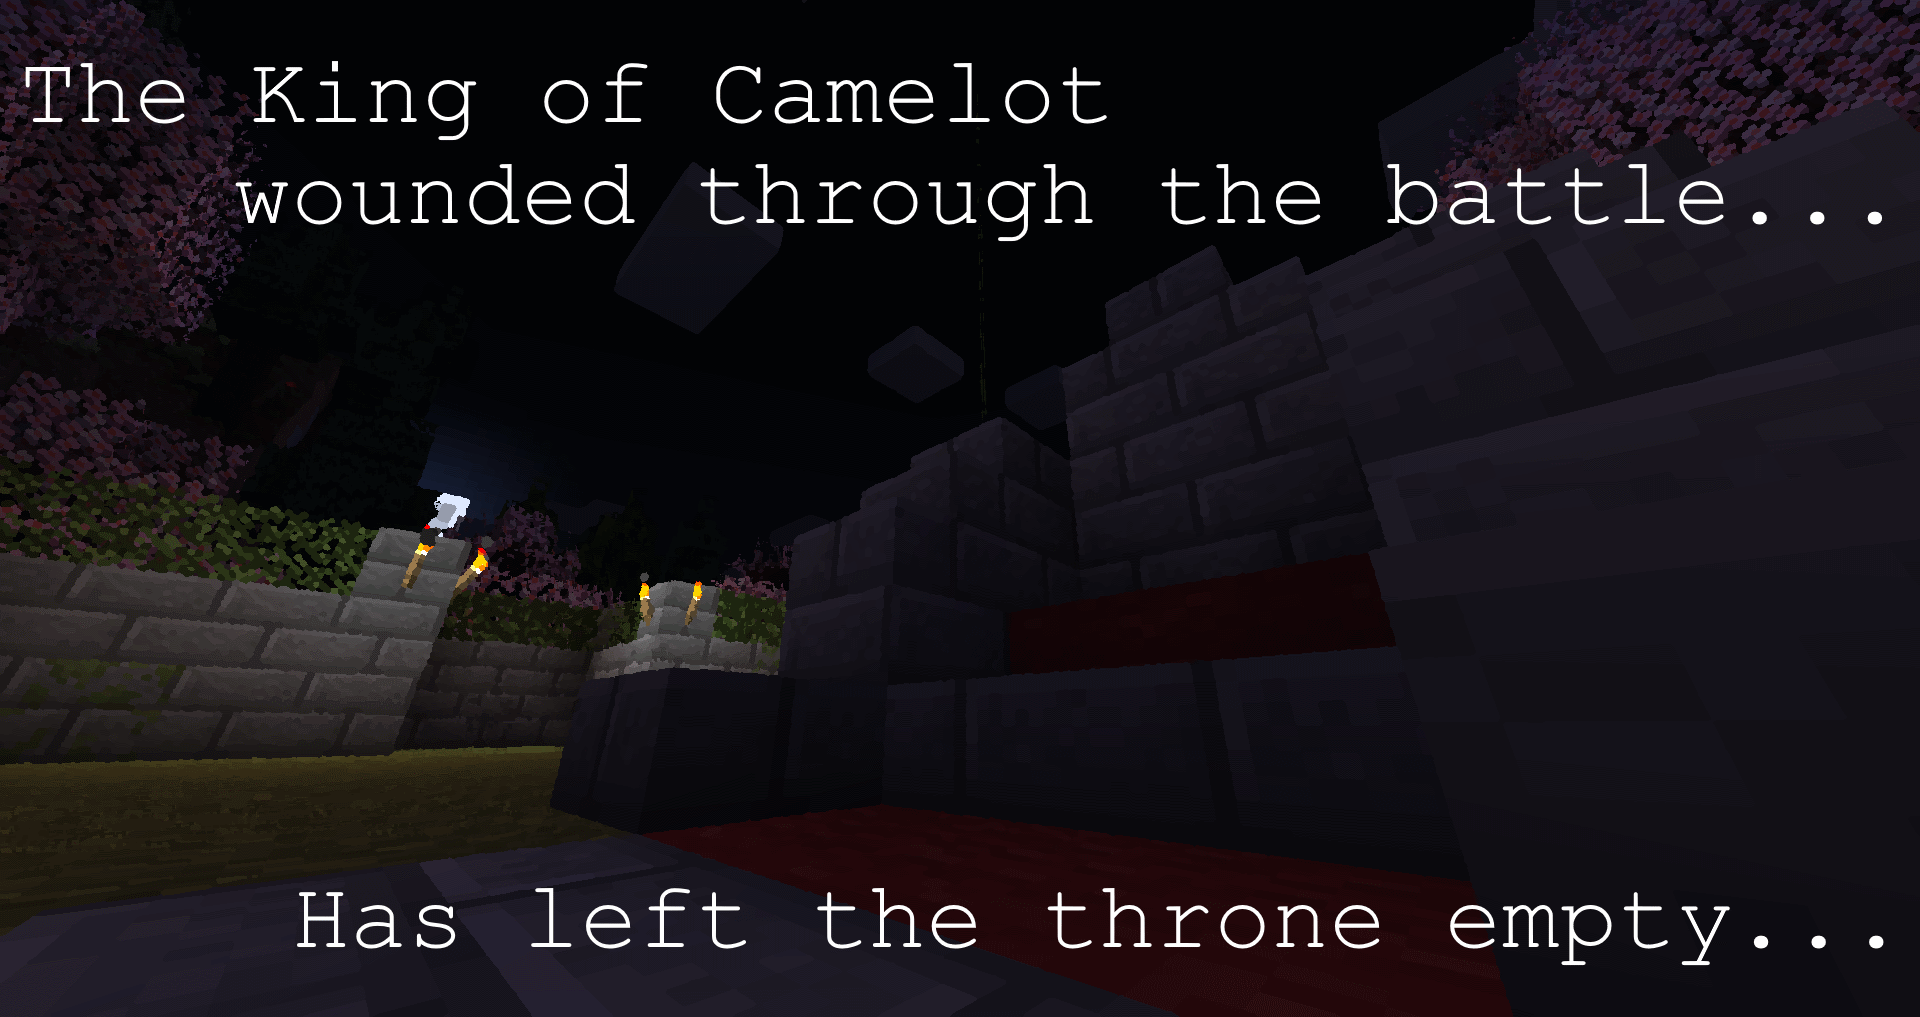 The King of Camelot
wounded through the battle...
Has left the throne empty...